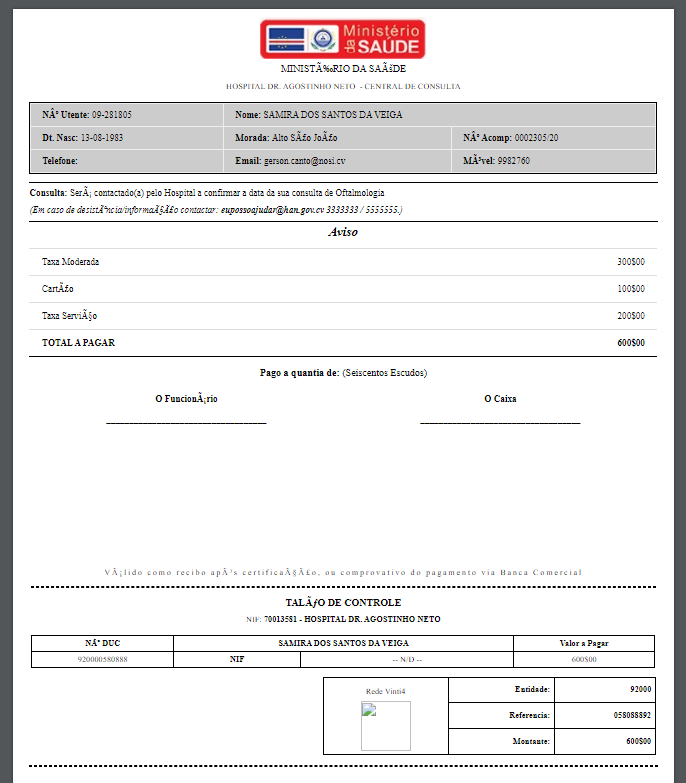 Ministério
da SAÚDE
MINISTÃ‰RIO DA SAÃšDE
HOSPITAL DR. AGOSTINHO NETO - CENTRAL DE CONSULTA
NÂº Utente: 09-281805 Nome: SAMIRA DOS SANTOS DA VEIGA
Dt. Nasc: 13-08-1983 Morada: Alto SÃ£o JoÃ£o NÂº Acomp: 0002305/20
Telefone: Email: gerson.canto@nosi.cv MÃ³vel: 9982760
Consulta: SerÃ¡ contactado(a) pelo Hospital a confirmar a data da sua consulta de Oftalmologia
(Em caso de desistÃªncia/informaÃ§Ã£o contactar: eupossoajudar@han.gov.cv 3333333 / 5555555.)
Aviso
Taxa Moderada 300$00
CartÃ£o 100$00
Taxa ServiÃ§o 200$00
TOTAL A PAGAR 600$00
Pago a quantia de: (Seiscentos Escudos)
O FuncionÃ¡rio O Caixa
VÃ¡lido como recibo apÃ³s certificaÃ§Ã£o, ou comprovativo do pagamento via Banca Comercial
TALÃƒO DE CONTROLE
NIF: 70013581 - HOSPITAL DR. AGOSTINHO NETO
NÂº DUC SAMIRA DOS SANTOS DA VEIGA Valor a Pagar
920000580888 NIF -- N/D -- 600$00
Rede Vinti4
Entidade: 92000
Referencia: 058088892
Montante: 600$00